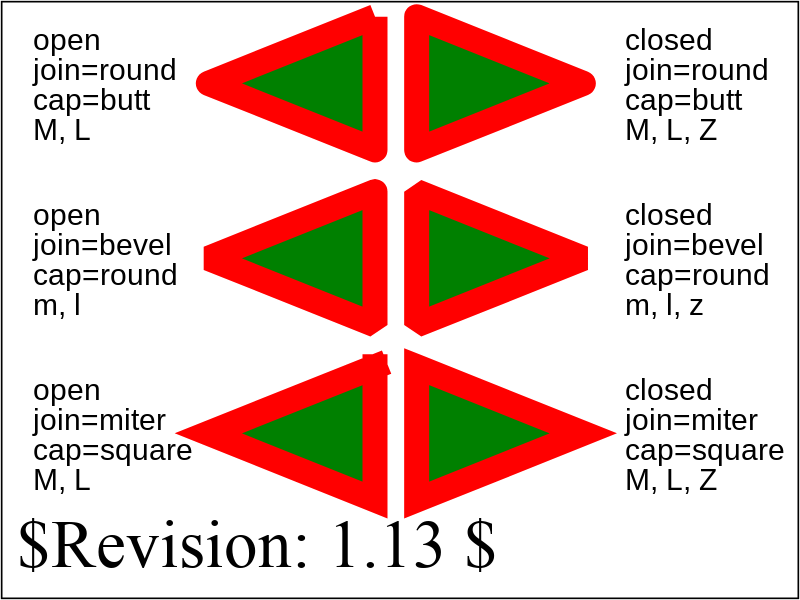 open
join=round
cap=butt
M, L
closed
join=round
cap=butt
M, L, Z
open
join=bevel
cap=round
m, l
closed
join=bevel
cap=round
m, l, z
open
join=miter
cap=square
M, L
closed
join=miter
cap=square
M, L, Z
$Revision: 1.13 $